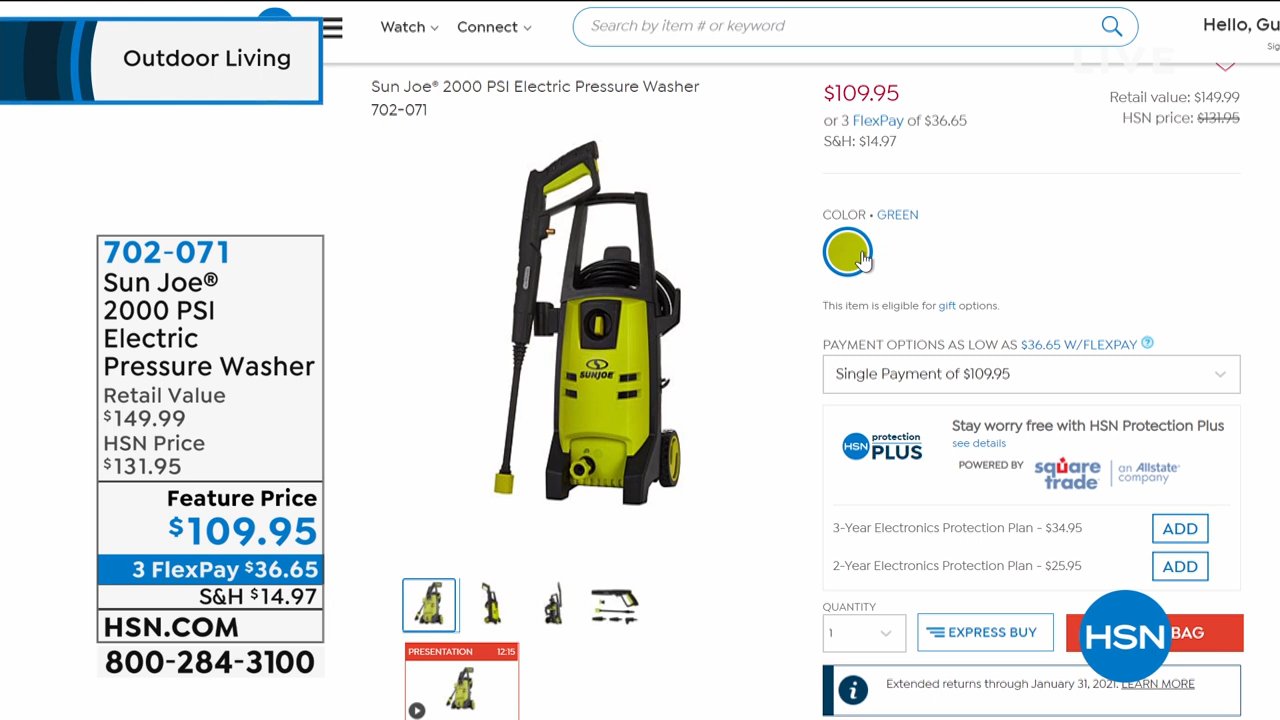 Outdoor Living
Watch
Connect
Search by item # or keyword
Hello, Gu
Sig
LIVE
Sun Joe® 2000 PSI Electric Pressure Washer
702-071
$109.95
or 3 FlexPay of $36.65
S&H: $14.97
Retail value: $149.99
HSN price: $131.95
COLOR • GREEN
This item is eligible for gift options.
PAYMENT OPTIONS AS LOW AS $36.65 W/FLEXPAY ?
Single Payment of $109.95
HSN protection PLUS
Stay worry free with HSN Protection Plus
see details
POWERED BY
square trade
an Allstate
company
3-Year Electronics Protection Plan - $34.95
ADD
2-Year Electronics Protection Plan - $25.95
ADD
QUANTITY
1
EXPRESS BUY
BAG
HSN
Extended returns through January 31, 2021. LEARN MORE
SUNJOE
PRESENTATION 12:15
702-071
Sun Joe®
2000 PSI
Electric
Pressure Washer
Retail Value
$149.99
HSN Price
$131.95
Feature Price
$109.95
3 FlexPay $36.65
S&H $14.97
HSN.COM
800-284-3100